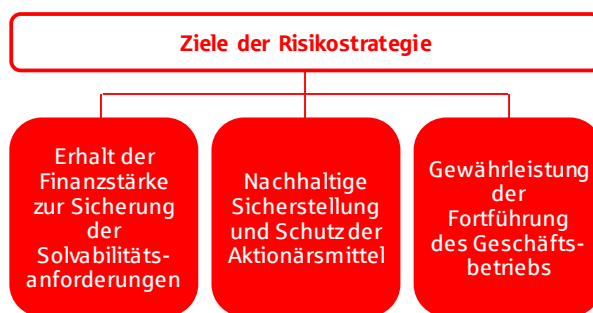 Ziele der Risikostrategie
Erhalt der
Finanzstärke
zur Sicherung
der
Solvabilitäts-
anforderungen
Nachhaltige
Sicherstellung
und Schutz der
Aktionärsmittel
Gewährleistung
der
Fortführung
des Geschäfts-
betriebs